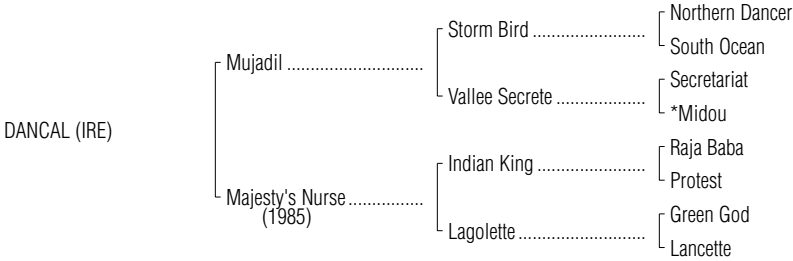 Northern Dancer
Storm Bird ........................
South Ocean
Mujadil .............................
Secretariat
Vallee Secrete ...................
*Midou
DANCAL (IRE)
Raja Baba
Indian King .......................
Protest
Majesty's Nurse................
(1985)
Green God
Lagolette...........................
Lancette